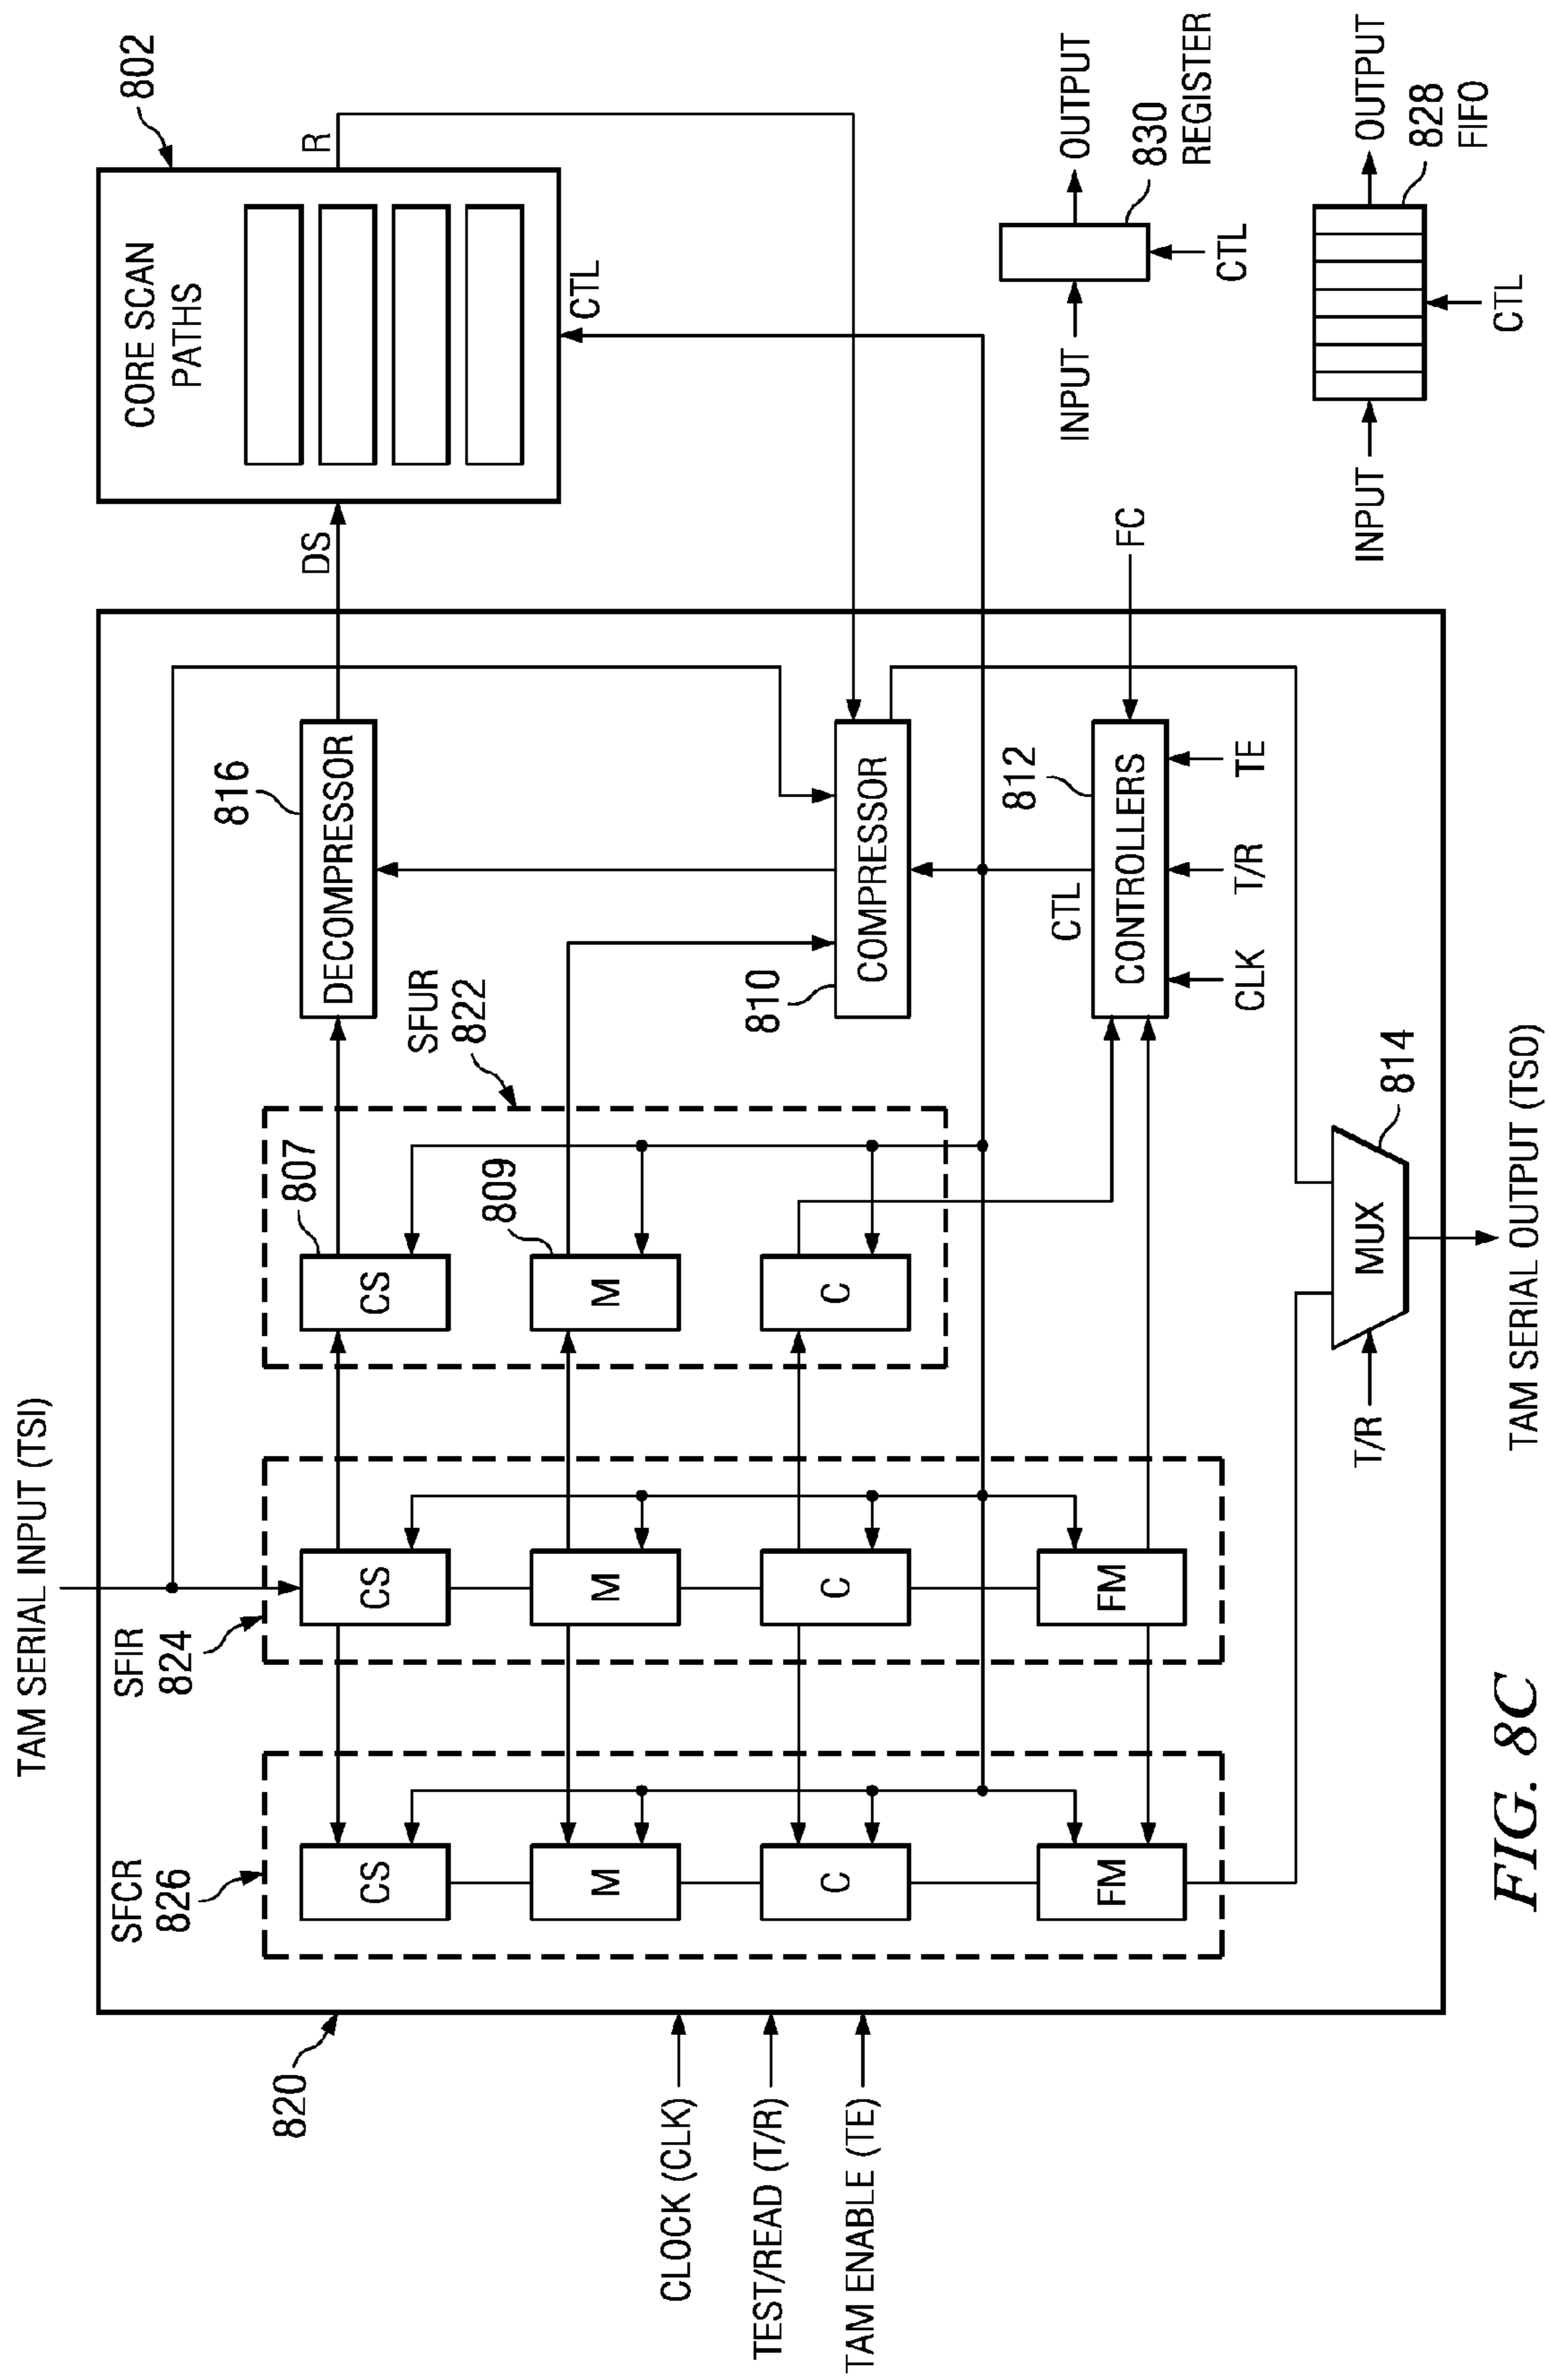 TAM SERIAL INPUT (TSI)
820
SFCR
826
SFIR
824
SFUR
822
CS
M
C
FM
CS
M
C
FM
807
CS
809
M
C
816
DECOMPRESSOR
810
COMPRESSOR
812
CTL
CONTROLLERS
CLK
T/R
TE
FC
DS
802
CORE SCAN
PATHS
R
CTL
CLOCK (CLK)
TEST/READ (T/R)
TAM ENABLE (TE)
T/R
MUX
814
TAM SERIAL OUTPUT (TSO)
INPUT
OUTPUT
CTL
830
REGISTER
INPUT
OUTPUT
CTL
828
FIFO
FIG. 8C